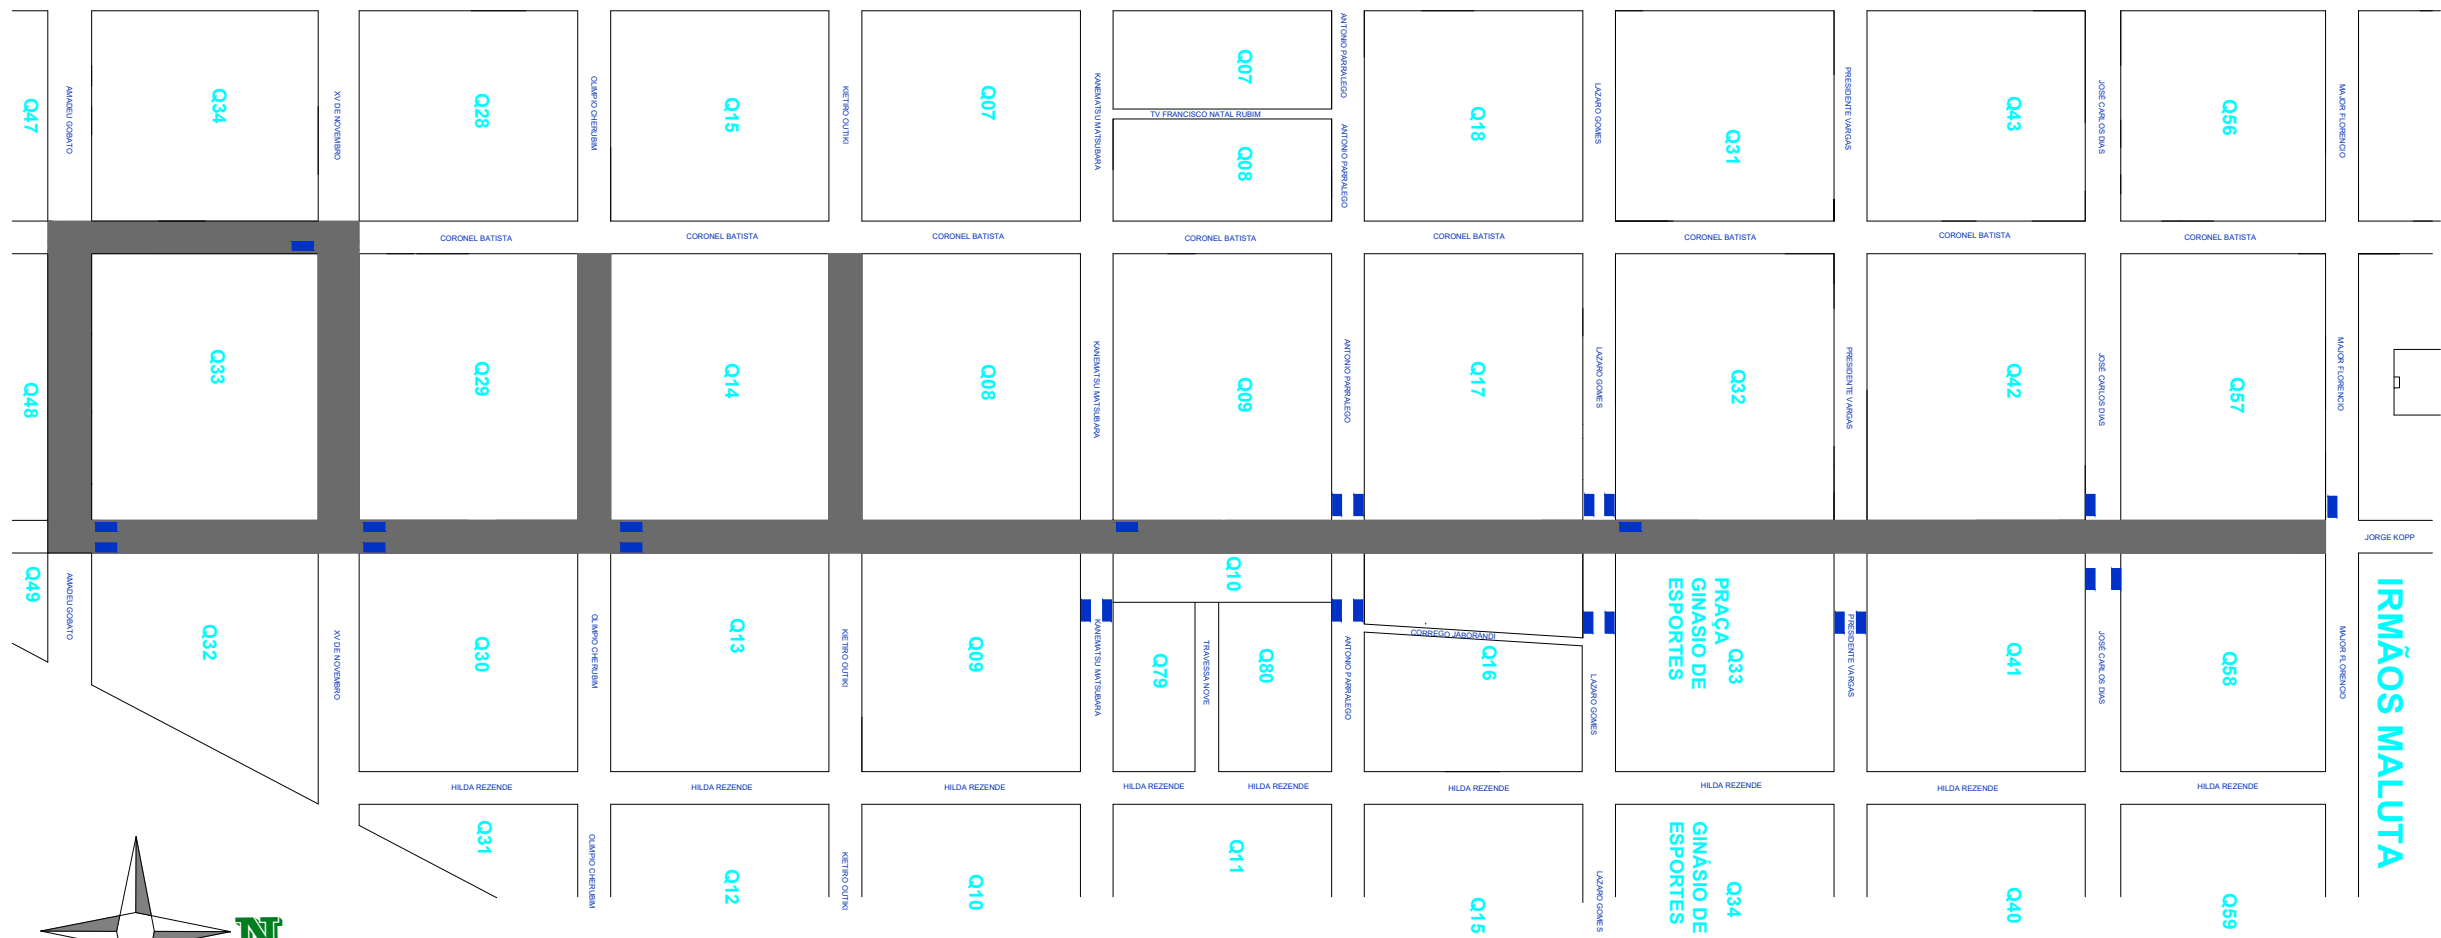 Q47
AMADEU GOBATO
Q34
XV DE NOVEMBRO
Q28
OLIMPIO CHERUBIM
Q15
KIETIRO OUTIKI
Q07
KANEMATSU MATSUBARA
Q07
ANTONIO PARRALEGO
TV FRANCISCO NATAL RUBIM
Q08
ANTONIO PARRALEGO
Q18
LAZARO GOMES
Q31
PRESIDENTE VARGAS
Q43
JOSÉ CARLOS DIAS
Q56
MAJOR FLORENCIO
CORONEL BATISTA
CORONEL BATISTA
CORONEL BATISTA
CORONEL BATISTA
CORONEL BATISTA
CORONEL BATISTA
CORONEL BATISTA
CORONEL BATISTA
Q48
Q33
Q29
Q14
Q08
KANEMATSU MATSUBARA
Q09
ANTONIO PARRALEGO
Q17
LAZARO GOMES
Q32
PRESIDENTE VARGAS
Q42
JOSÉ CARLOS DIAS
Q57
MAJOR FLORENCIO
JORGE KOPP
Q49
AMADEU GOBATO
Q32
XV DE NOVEMBRO
Q30
OLIMPIO CHERUBIM
Q13
KIETIRO OUTIKI
Q09
KANEMATSU MATSUBARA
Q10
Q79
TRAVESSA NOVE
Q80
ANTONIO PARRALEGO
CORREGO JABORANDI
Q16
LAZARO GOMES
PRAÇA Q33
GINASIO DE
ESPORTES
PRESIDENTE VARGAS
Q41
JOSÉ CARLOS DIAS
Q58
MAJOR FLORENCIO
IRMÃOS MALUTA
HILDA REZENDE
HILDA REZENDE
HILDA REZENDE
HILDA REZENDE
HILDA REZENDE
HILDA REZENDE
HILDA REZENDE
HILDA REZENDE
HILDA REZENDE
Q31
OLIMPIO CHERUBIM
Q12
KIETIRO OUTIKI
Q10
Q11
Q15
LAZARO GOMES
Q34
GINÁSIO DE
ESPORTES
Q40
Q59
N